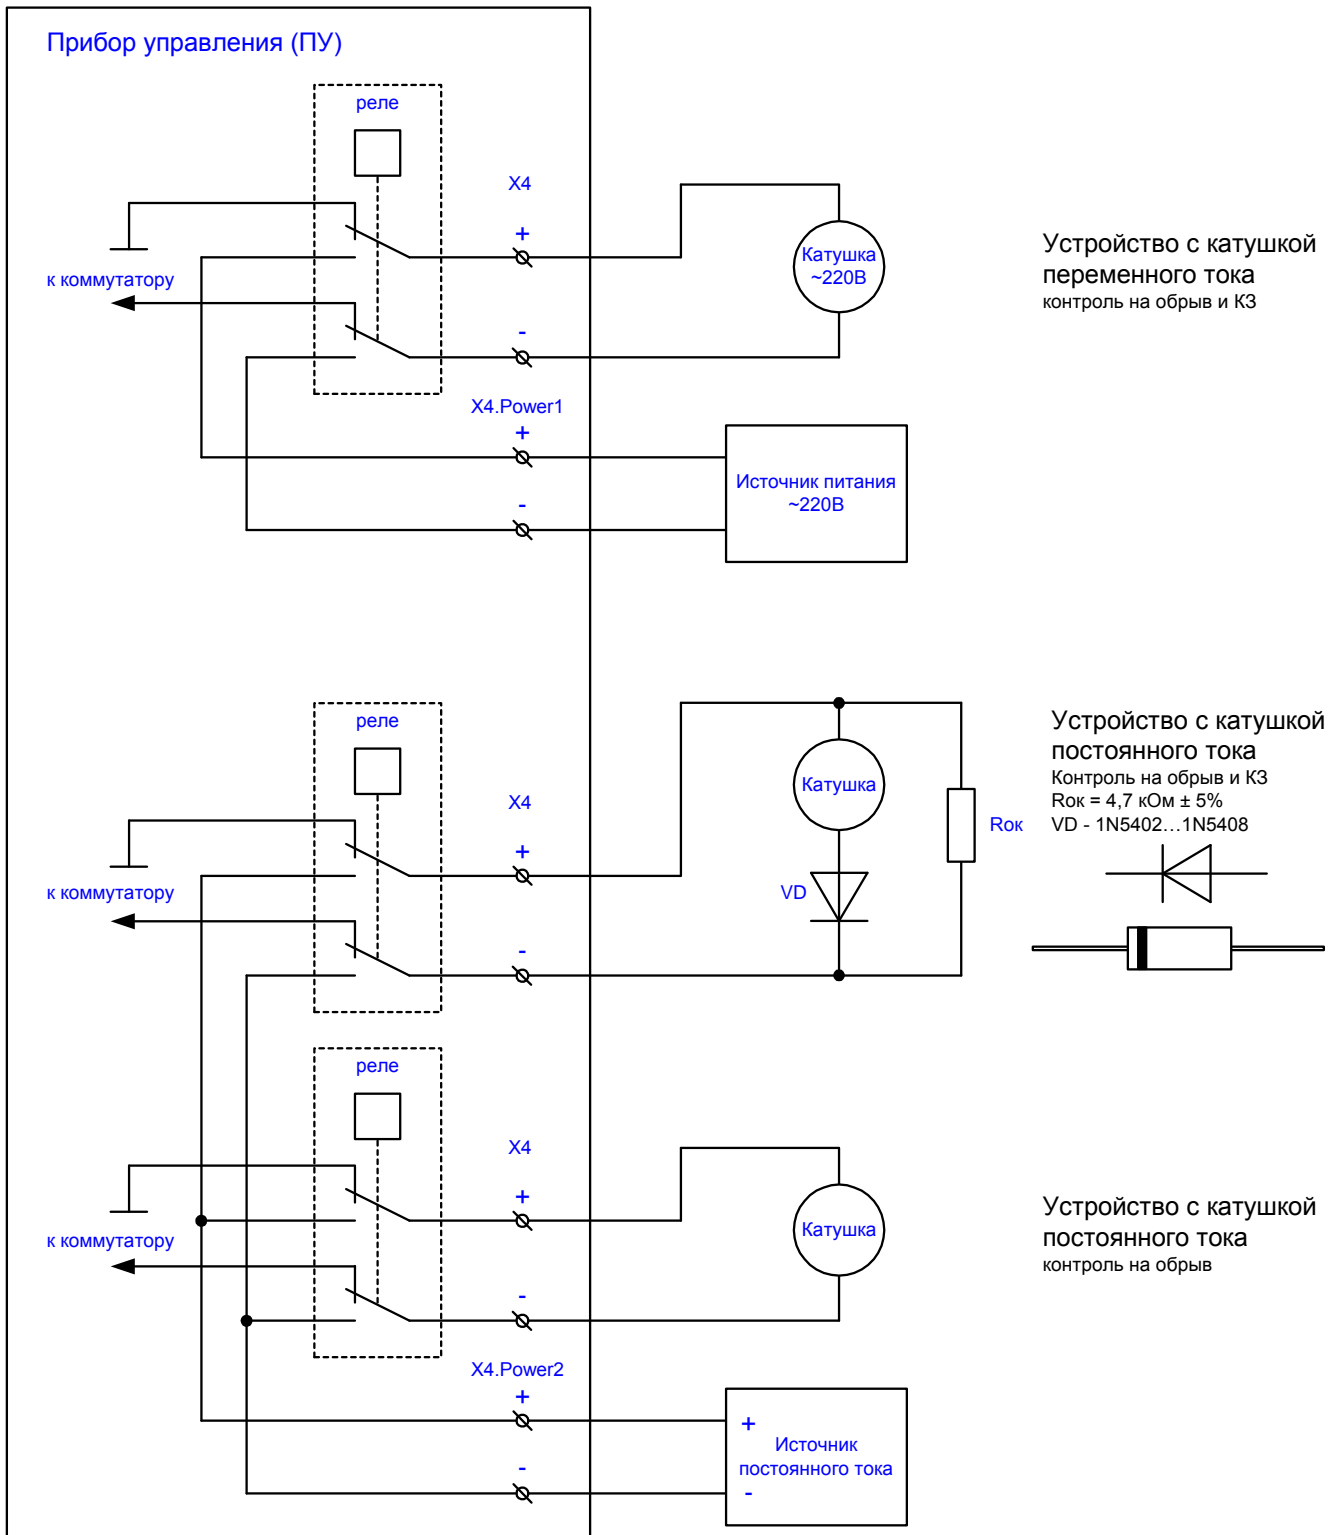 Прибор управления (ПУ)
реле
X4
+
Катушка
~220В
Устройство с катушкой
переменного тока
контроль на обрыв и КЗ
к коммутатору
-
X4.Power1
+
Источник питания
~220В
-
реле
X4
+
Катушка
Rок
VD
Устройство с катушкой
постоянного тока
Контроль на обрыв и КЗ
Rок = 4,7 кОм ± 5%
VD - 1N5402…1N5408
к коммутатору
-
реле
X4
+
Катушка
Устройство с катушкой
постоянного тока
контроль на обрыв
к коммутатору
-
X4.Power2
+
+
Источник
постоянного тока
-
-